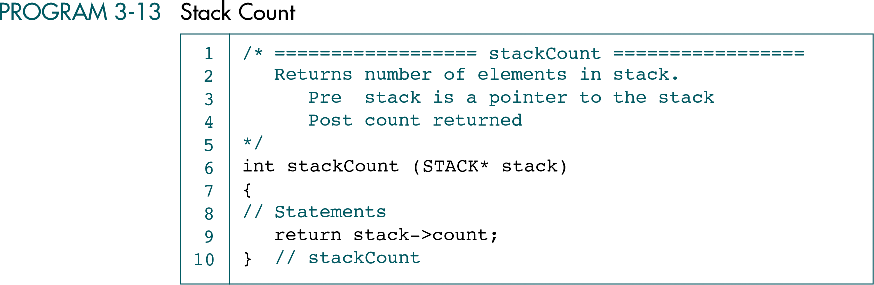 PROGRAM 3-13 Stack Count
1 /* ================== stackCount =================
2 Returns number of elements in stack.
3 Pre stack is a pointer to the stack
4 Post count returned
5 */
6 int stackCount (STACK* stack)
7 {
8 // Statements
9 return stack->count;
10 } // stackCount